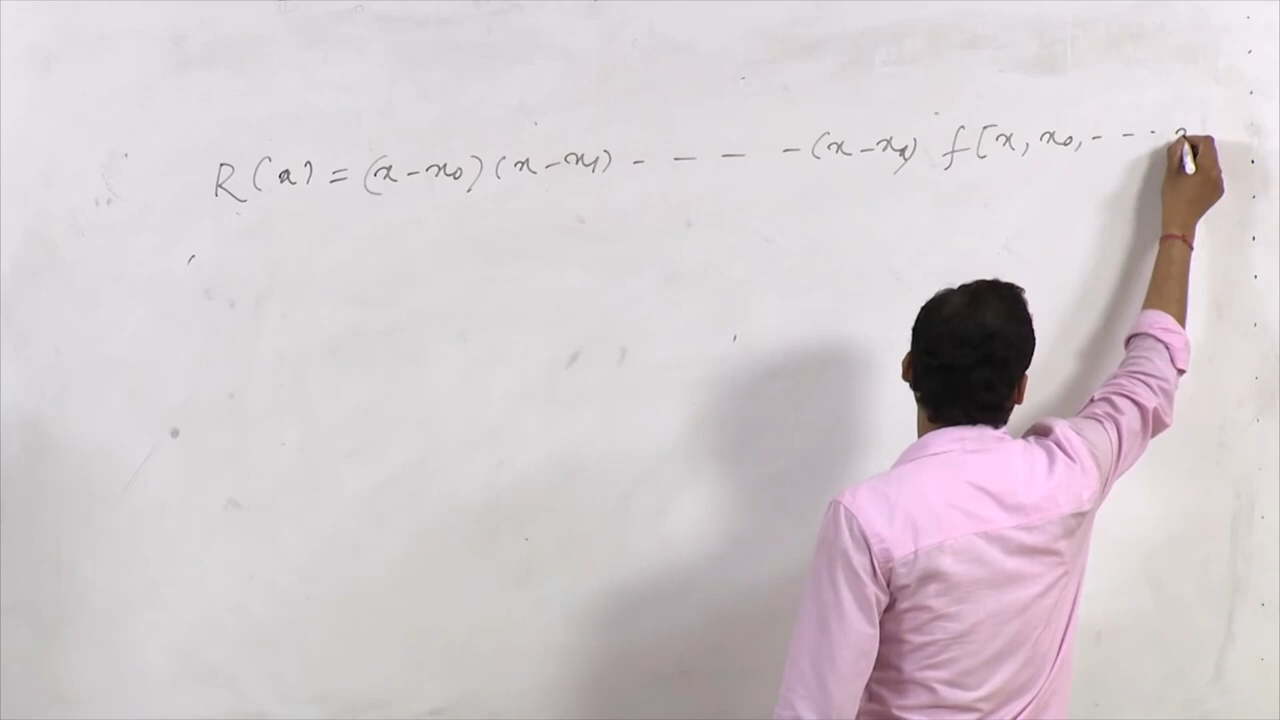 R(x) = (x-x₀)(x-x₁) - - - -(x-xₙ) f[x, x₀, - - - x